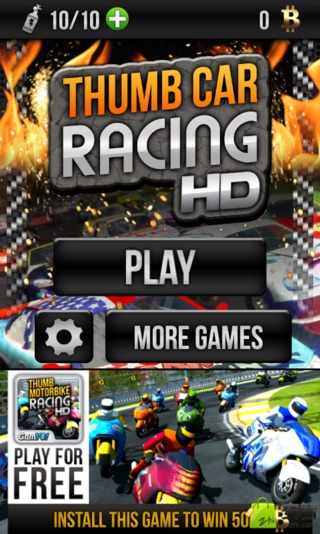 10/10
0
THUMB CAR
RACING
HD
PLAY
MORE GAMES
THUMB
MOTORBIKE
RACING
HD
PLAY FOR
FREE
INSTALL THIS GAME TO WIN 50